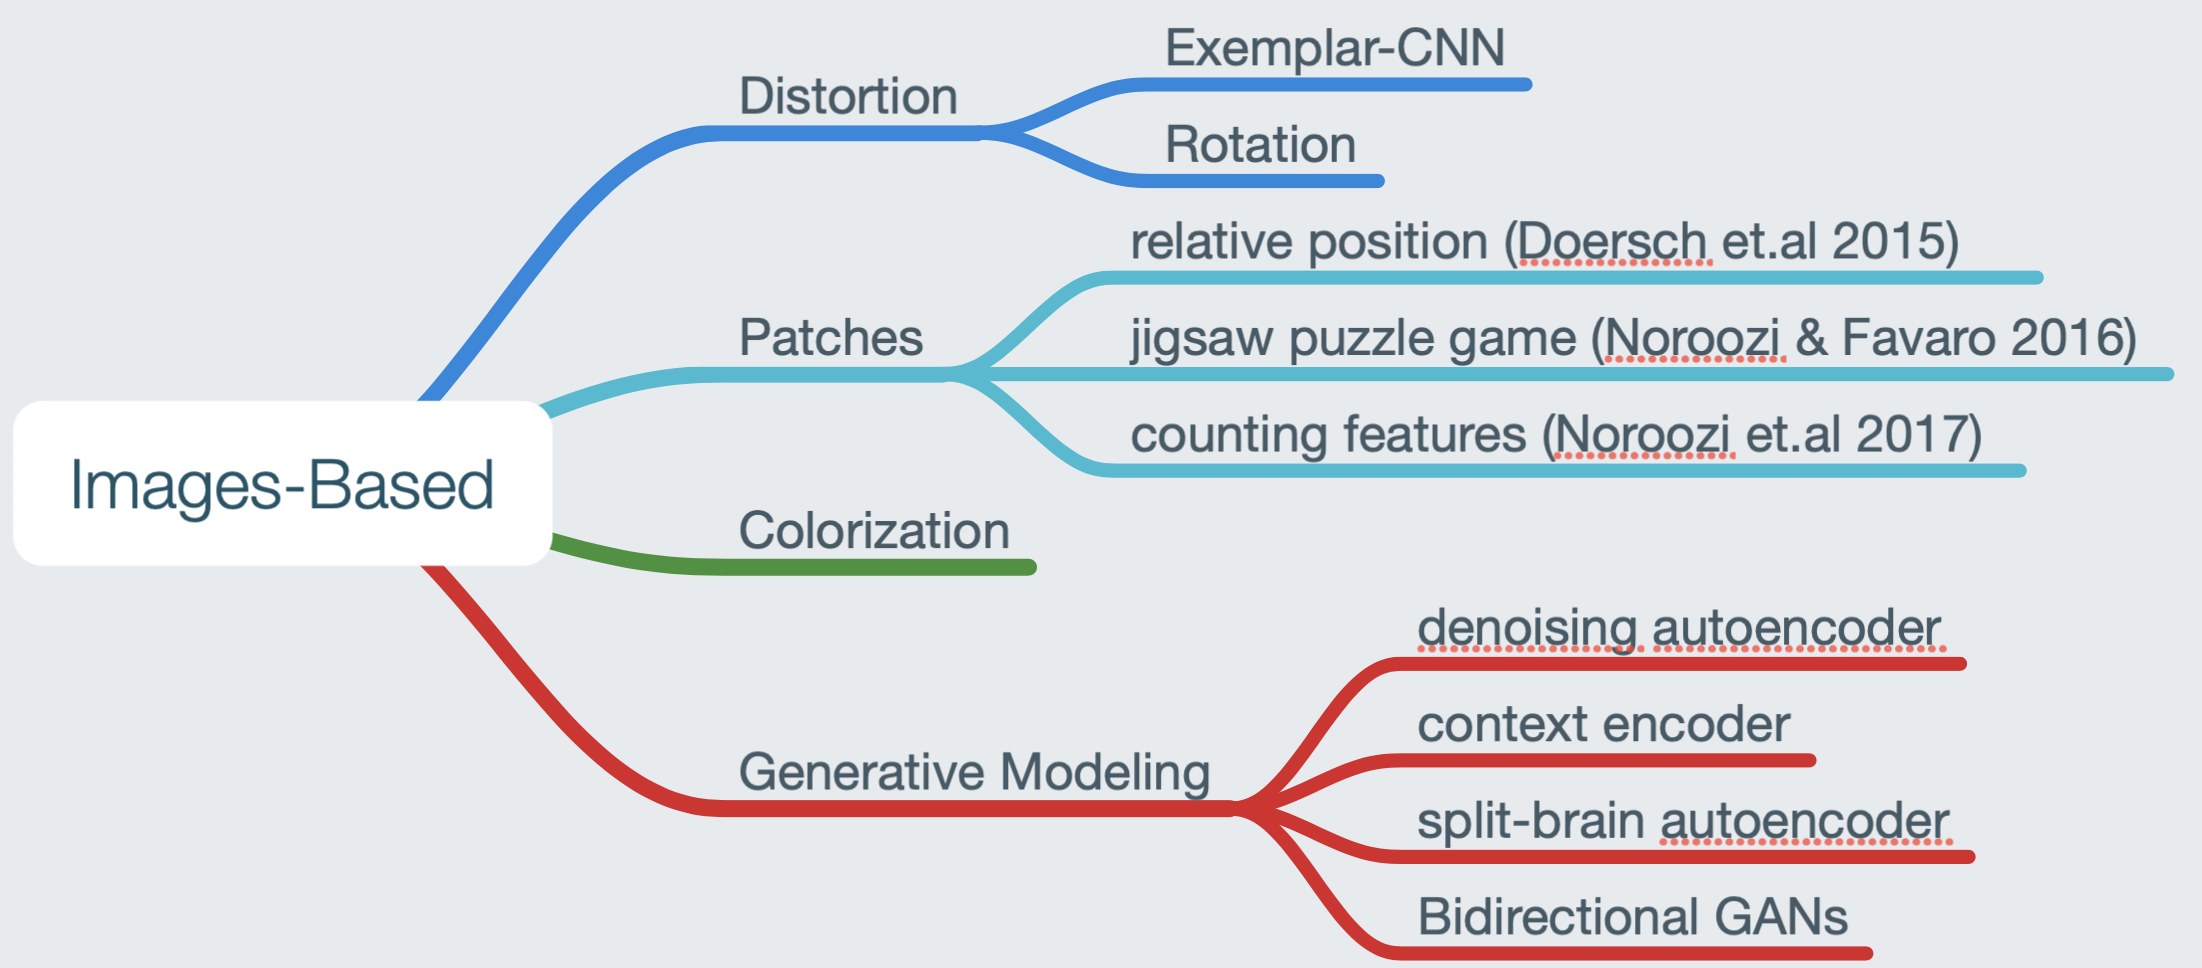 Exemplar-CNN
Distortion
Rotation
relative position (Doersch et.al 2015)
Patches
jigsaw puzzle game (Noroozi & Favaro 2016)
counting features (Noroozi et.al 2017)
Images-Based
Colorization
denoising autoencoder
context encoder
Generative Modeling
split-brain autoencoder
Bidirectional GANs